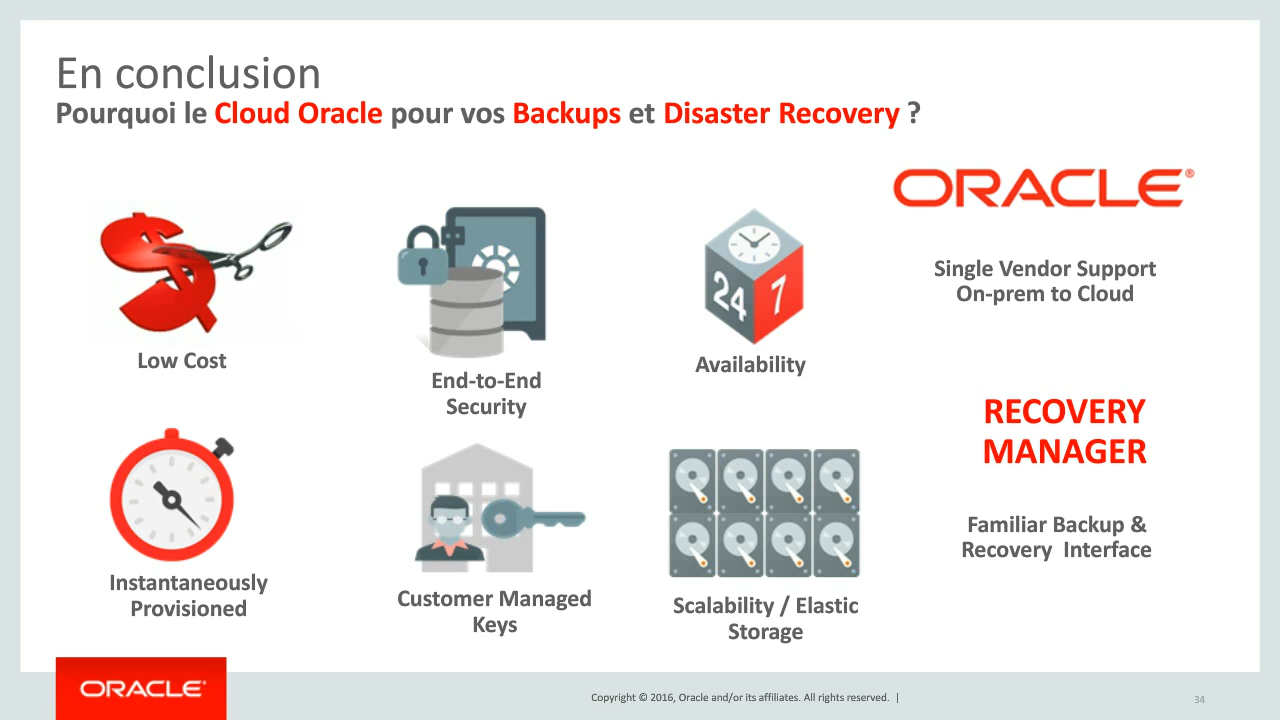 En conclusion
Pourquoi le Cloud Oracle pour vos Backups et Disaster Recovery ?
Low Cost
End-to-End
Security
24
7
Availability
ORACLE®
Single Vendor Support
On-prem to Cloud
Instantaneously
Provisioned
Customer Managed
Keys
Scalability / Elastic
Storage
RECOVERY
MANAGER
Familiar Backup &
Recovery Interface
ORACLE®
Copyright © 2016, Oracle and/or its affiliates. All rights reserved. |
34